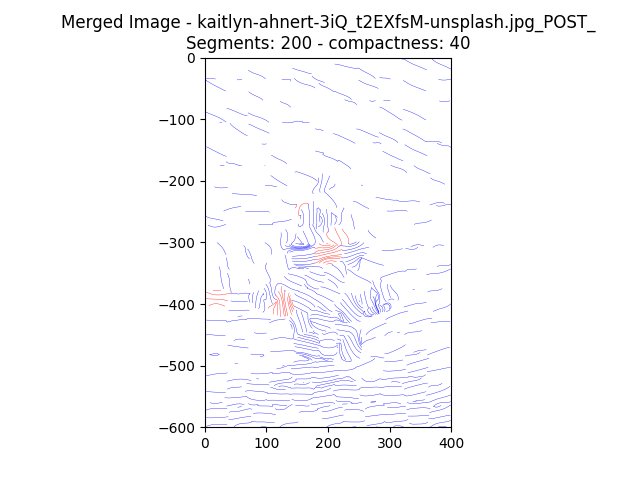 Merged Image - kaitlyn-ahnert-3iQ_t2EXfsM-unsplash.jpg_POST_
Segments: 200 - compactness: 40
0
−100
−200
−300
−400
−500
−600
0 100 200 300 400